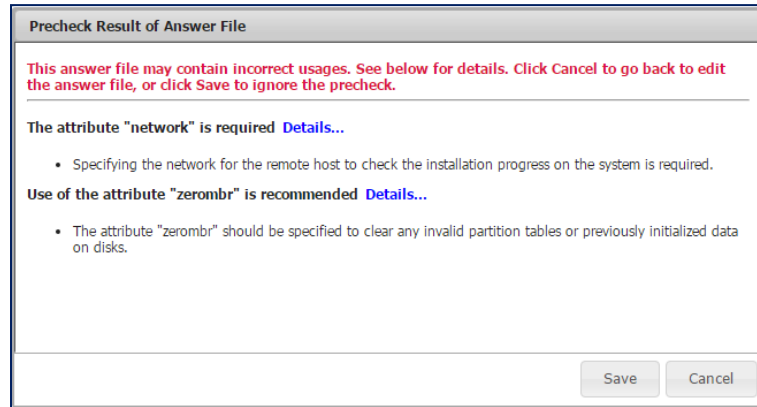 Precheck Result of Answer File
This answer file may contain incorrect usages. See below for details. Click Cancel to go back to edit
the answer file, or click Save to ignore the precheck.
The attribute "network" is required Details...
• Specifying the network for the remote host to check the installation progress on the system is required.
Use of the attribute "zerombr" is recommended Details...
• The attribute "zerombr" should be specified to clear any invalid partition tables or previously initialized data
on disks.
Save Cancel